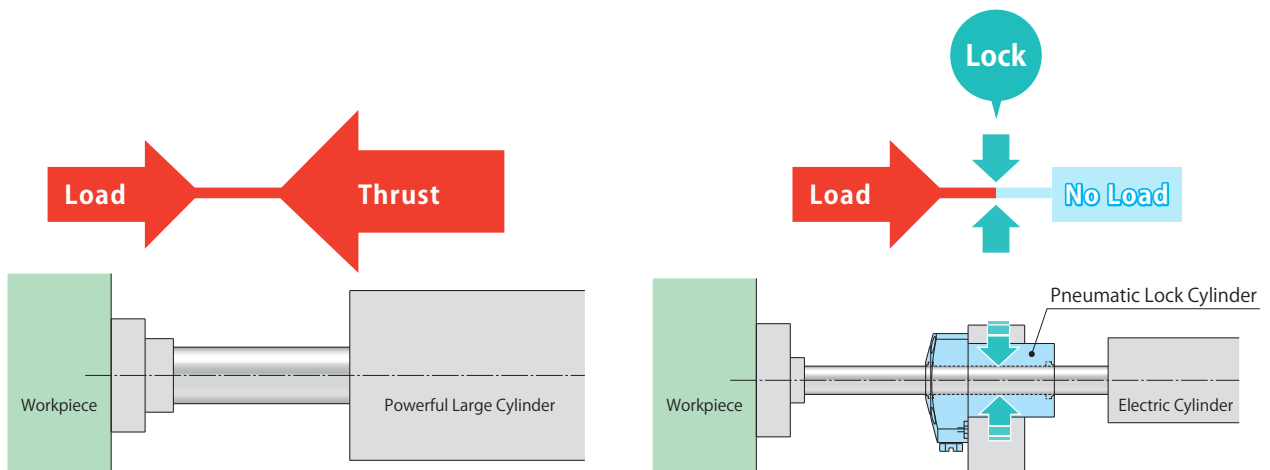 Load
Thrust
Workpiece
Powerful Large Cylinder
Lock
Load
No Load
Pneumatic Lock Cylinder
Workpiece
Electric Cylinder